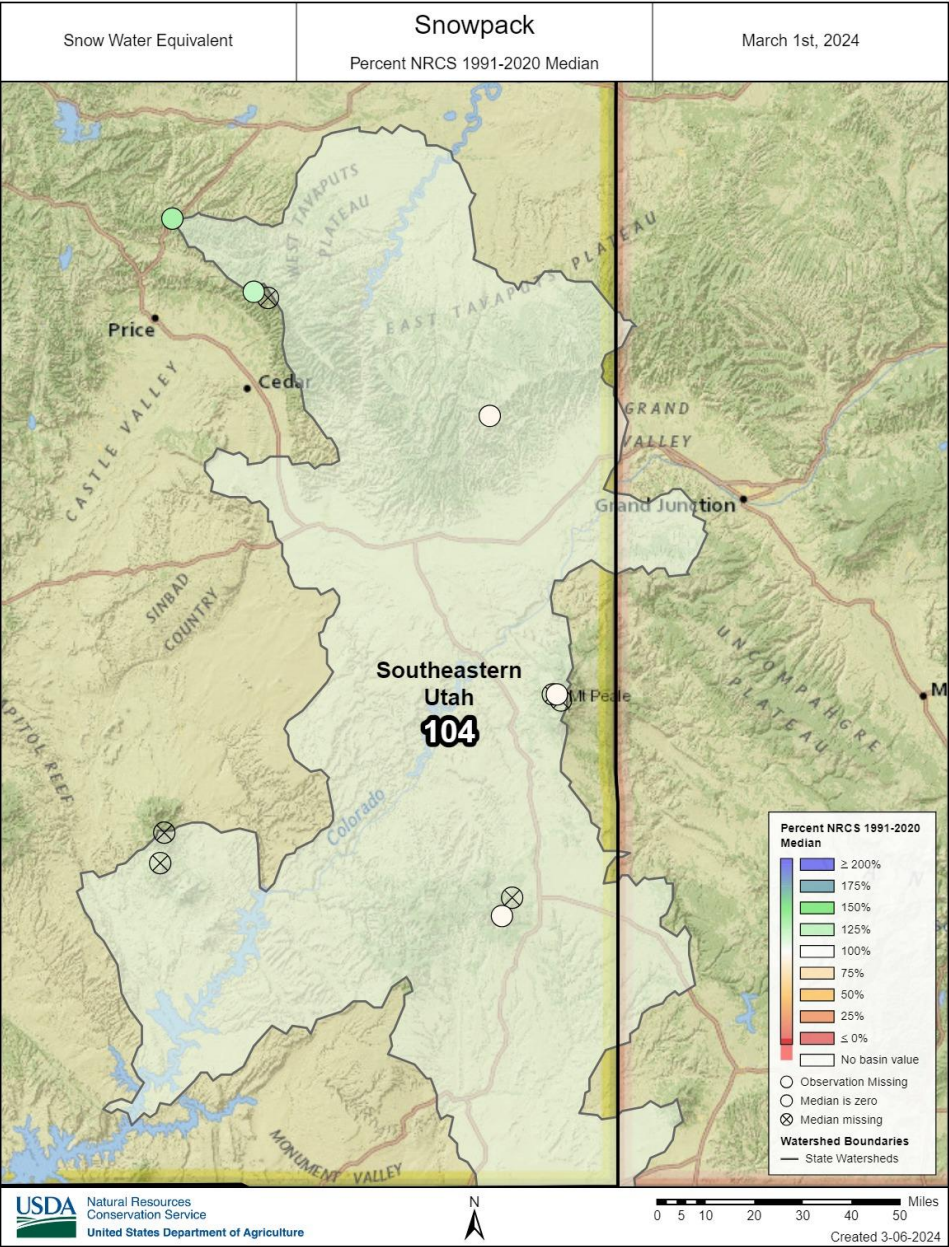 Snow Water Equivalent
Snowpack
Percent NRCS 1991-2020 Median
March 1st, 2024
WEST TAVAPUTS
PLATEAU
EAST TAVAPUTS PLATEAU
Price
Cedar
CASTLE VALLEY
GRAND
VALLEY
Grand Junction
SINBAD
COUNTRY
UNCOMPAHGRE
PLATEAU
Southeastern
Utah
104
Mt Peale
M
APITOL REEF
Colorado
MONUMENT VALLEY
Percent NRCS 1991-2020
Median
≥ 200%
175%
150%
125%
100%
75%
50%
25%
≤ 0%
No basin value
Observation Missing
Median is zero
Median missing
Watershed Boundaries
State Watersheds
USDA
Natural Resources
Conservation Service
United States Department of Agriculture
N
Miles
0 5 10 20 30 40 50
Created 3-06-2024